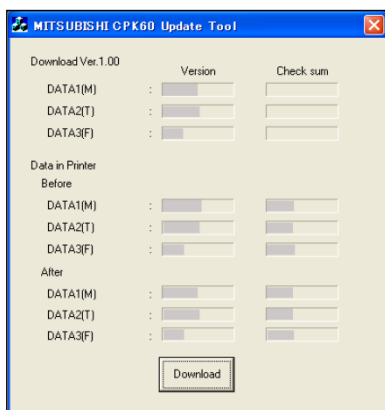 MITSUBISHI CPK60 Update Tool
Download Ver.1.00
Version Check sum
DATA1(M) :
DATA2(T) :
DATA3(F) :
Data in Printer
Before
DATA1(M) :
DATA2(T) :
DATA3(F) :
After
DATA1(M) :
DATA2(T) :
DATA3(F) :
Download